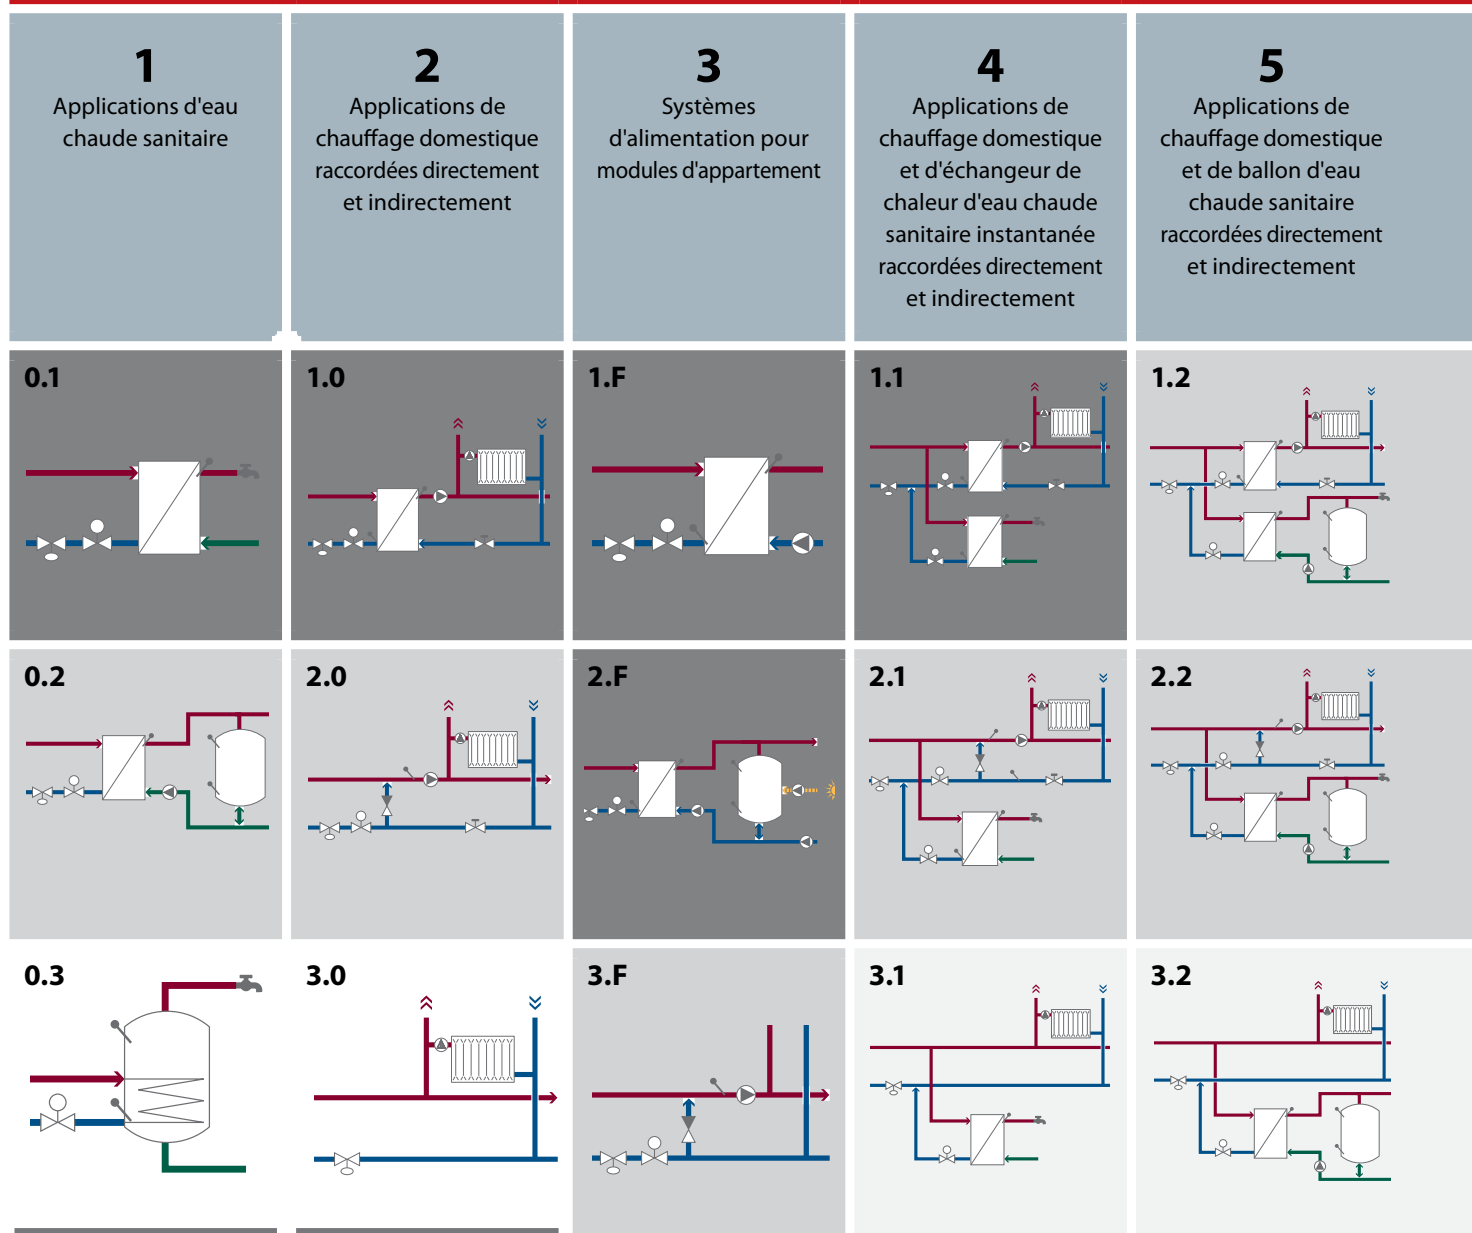 1
Applications d'eau
chaude sanitaire
2
Applications de
chauffage domestique
raccordées directement
et indirectement
3
Systèmes
d'alimentation pour
modules d'appartement
4
Applications de
chauffage domestique
et d'échangeur de
chaleur d'eau chaude
sanitaire instantanée
raccordées directement
et indirectement
5
Applications de
chauffage domestique
et de ballon d'eau
chaude sanitaire
raccordées directement
et indirectement
0.1
1.0
1.F
1.1
1.2
0.2
2.0
2.F
2.1
2.2
0.3
3.0
3.F
3.1
3.2